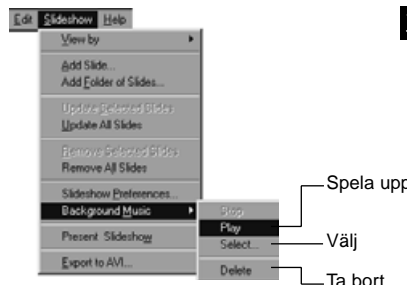 Edit Slideshow Help
View by
Add Slide...
Add Folder of Slides...
Update Selected Slides
Update All Slides
Remove Selected Slides
Remove All Slides
Slideshow Preferences...
Background Music
Present Slideshow
Export to AVI...
Stop
Play
Select...
Delete
Spela upp
Välj
Ta bort